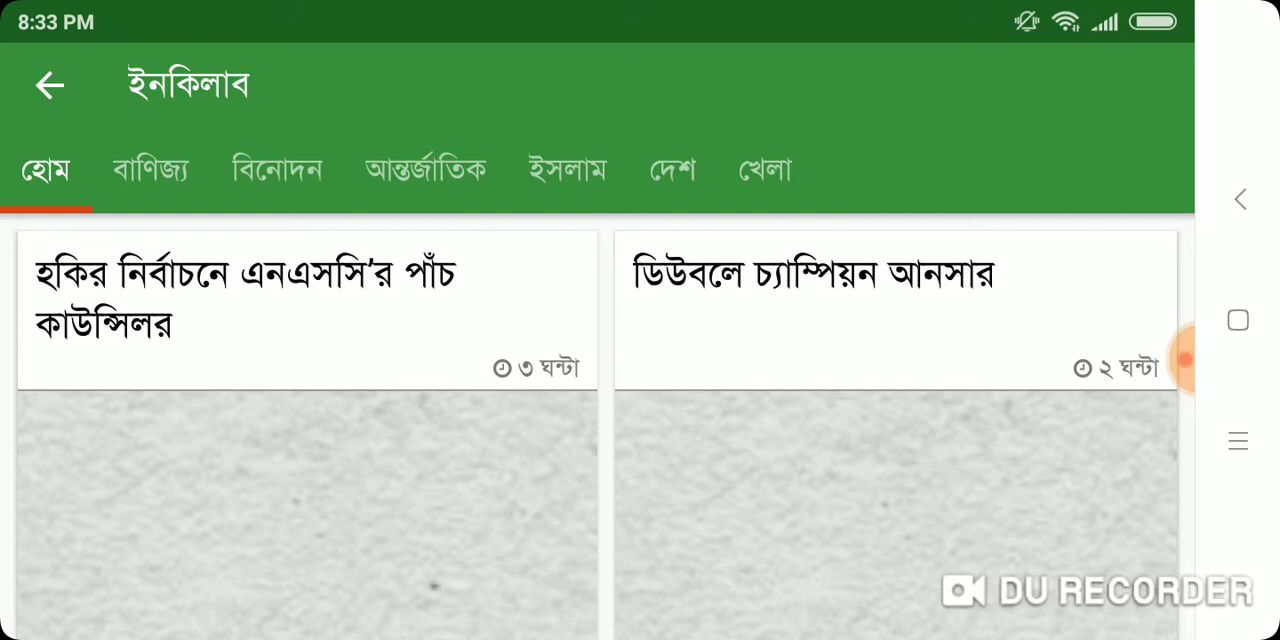 8:33 PM
ইনকিলাব
হোম বাণিজ্য বিনোদন আন্তর্জাতিক ইসলাম দেশ খেলা
হকির নির্বাচনে এনএসসি'র পাঁচ
কাউন্সিলর
৩ ঘন্টা
ডিউবলে চ্যাম্পিয়ন আনসার
২ ঘন্টা
DU RECORDER